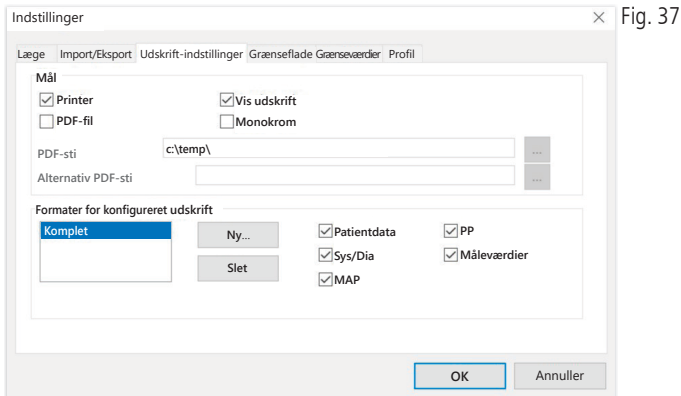 Indstillinger
Fig. 37
Læge Import/Eksport Udskrift-indstillinger Grænseflade Grænseværdier Profil
Mål
Printer Vis udskrift
PDF-fil Monokrom
PDF-sti c:\temp\ ...
Alternativ PDF-sti ...
Formater for konfigureret udskrift
Komplet Ny... Patientdata PP
Sys/Dia Måleværdier
Slet
MAP
OK Annuller